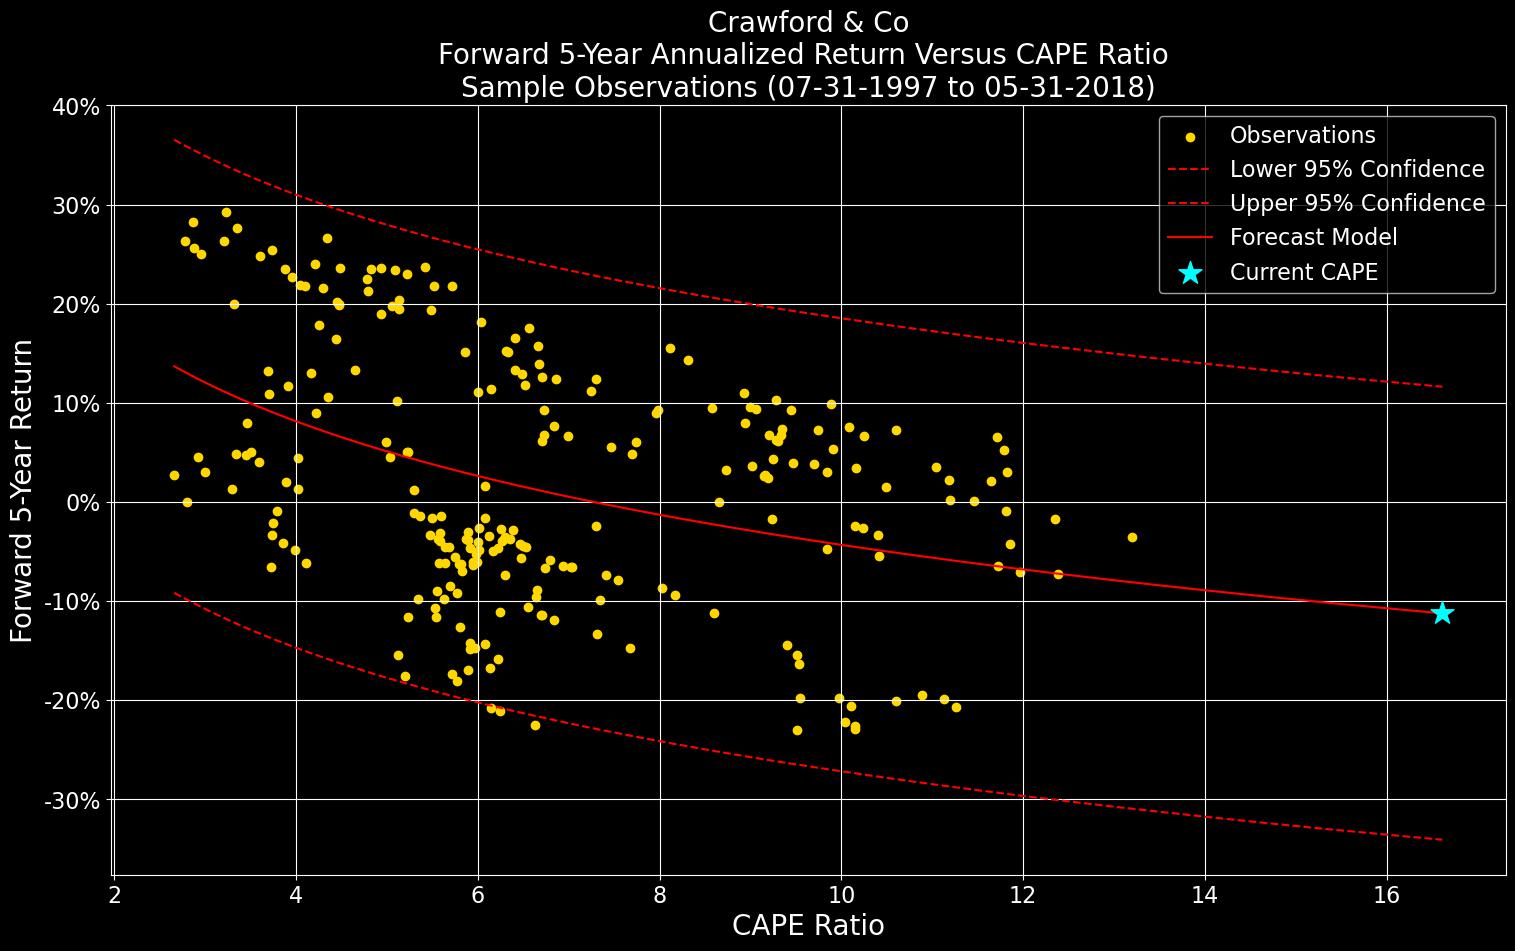 Crawford & Co
Forward 5-Year Annualized Return Versus CAPE Ratio
Sample Observations (07-31-1997 to 05-31-2018)
Observations
Lower 95% Confidence
Upper 95% Confidence
Forecast Model
Current CAPE
Forward 5-Year Return
40%
30%
20%
10%
0%
-10%
-20%
-30%
2 4 6 8 10 12 14 16
CAPE Ratio